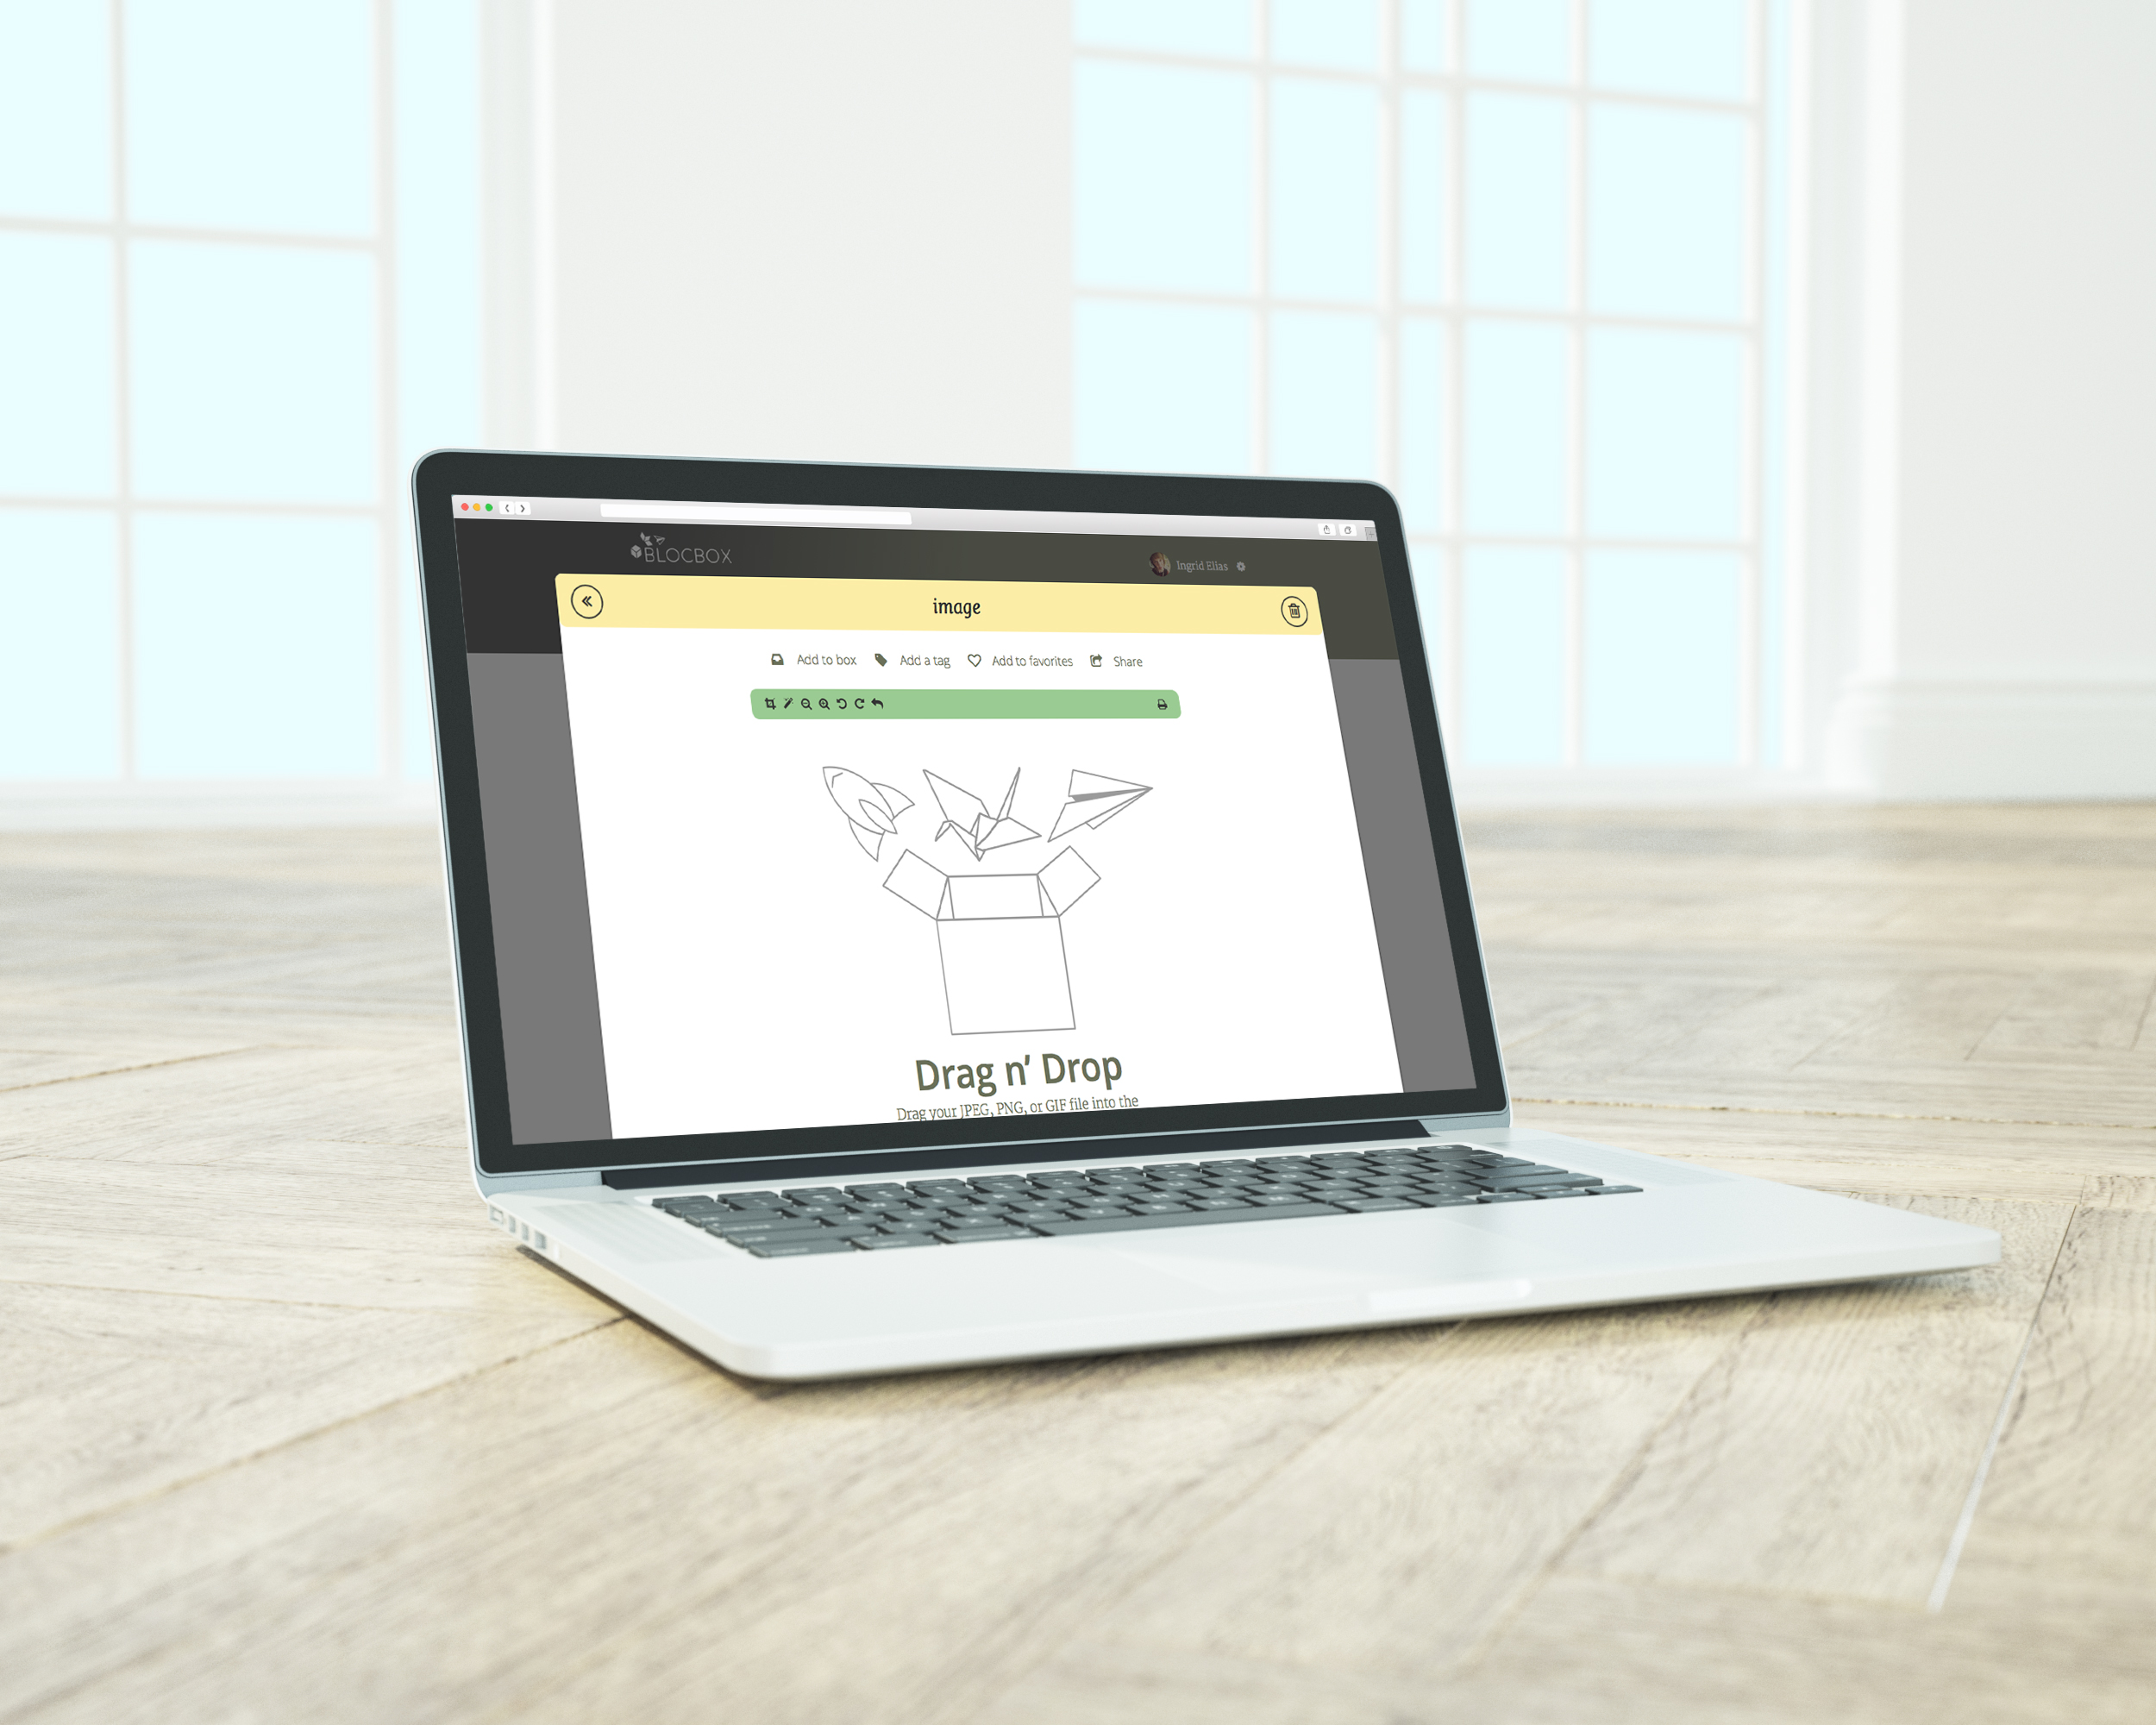 BLOCBOX
Ingrid Elias
image
Add to box Add a tag Add to favorites Share
Drag n' Drop
Drag your JPEG, PNG, or GIF file into the